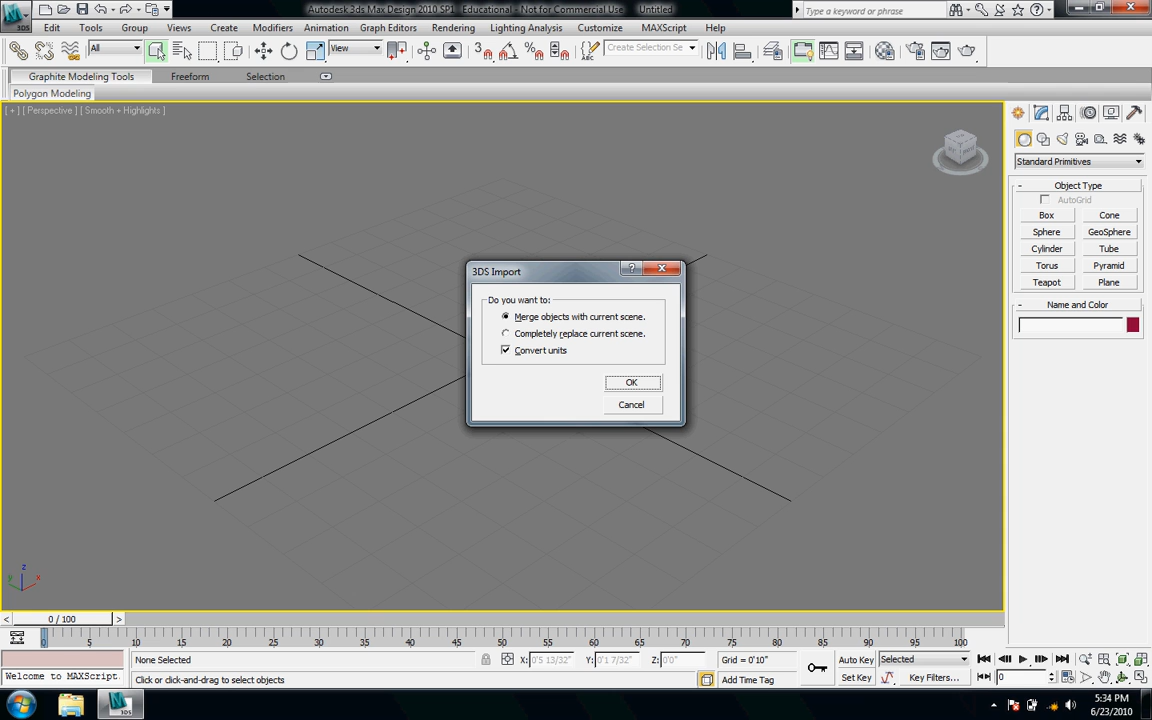 Autodesk 3ds Max Design 2010 SP1 - Educational - Not for Commercial Use Untitled
Type a keyword or phrase
Edit Tools Group Views Create Modifiers Animation Graph Editors Rendering Lighting Analysis Customize MAXScript Help
All View Create Selection Se
Graphite Modeling Tools Freeform Selection
Polygon Modeling
[ + ] [ Perspective ] [ Smooth + Highlights ]
Standard Primitives
- Object Type
AutoGrid
Box Cone
Sphere GeoSphere
Cylinder Tube
Torus Pyramid
Teapot Plane
- Name and Color
3DS Import
Do you want to:
Merge objects with current scene.
Completely replace current scene.
Convert units
OK
Cancel
z
y x
< 0 / 100 >
0 5 10 15 20 25 30 35 40 45 50 55 60 65 70 75 80 85 90 95 100
None Selected X: 0'5 13/32" Y: 0'1 7/32" Z: 0'0" Grid = 0'10" Auto Key Selected
Welcome to MAXScript. Click or click-and-drag to select objects Add Time Tag Set Key Key Filters... 0
5:34 PM
6/23/2010